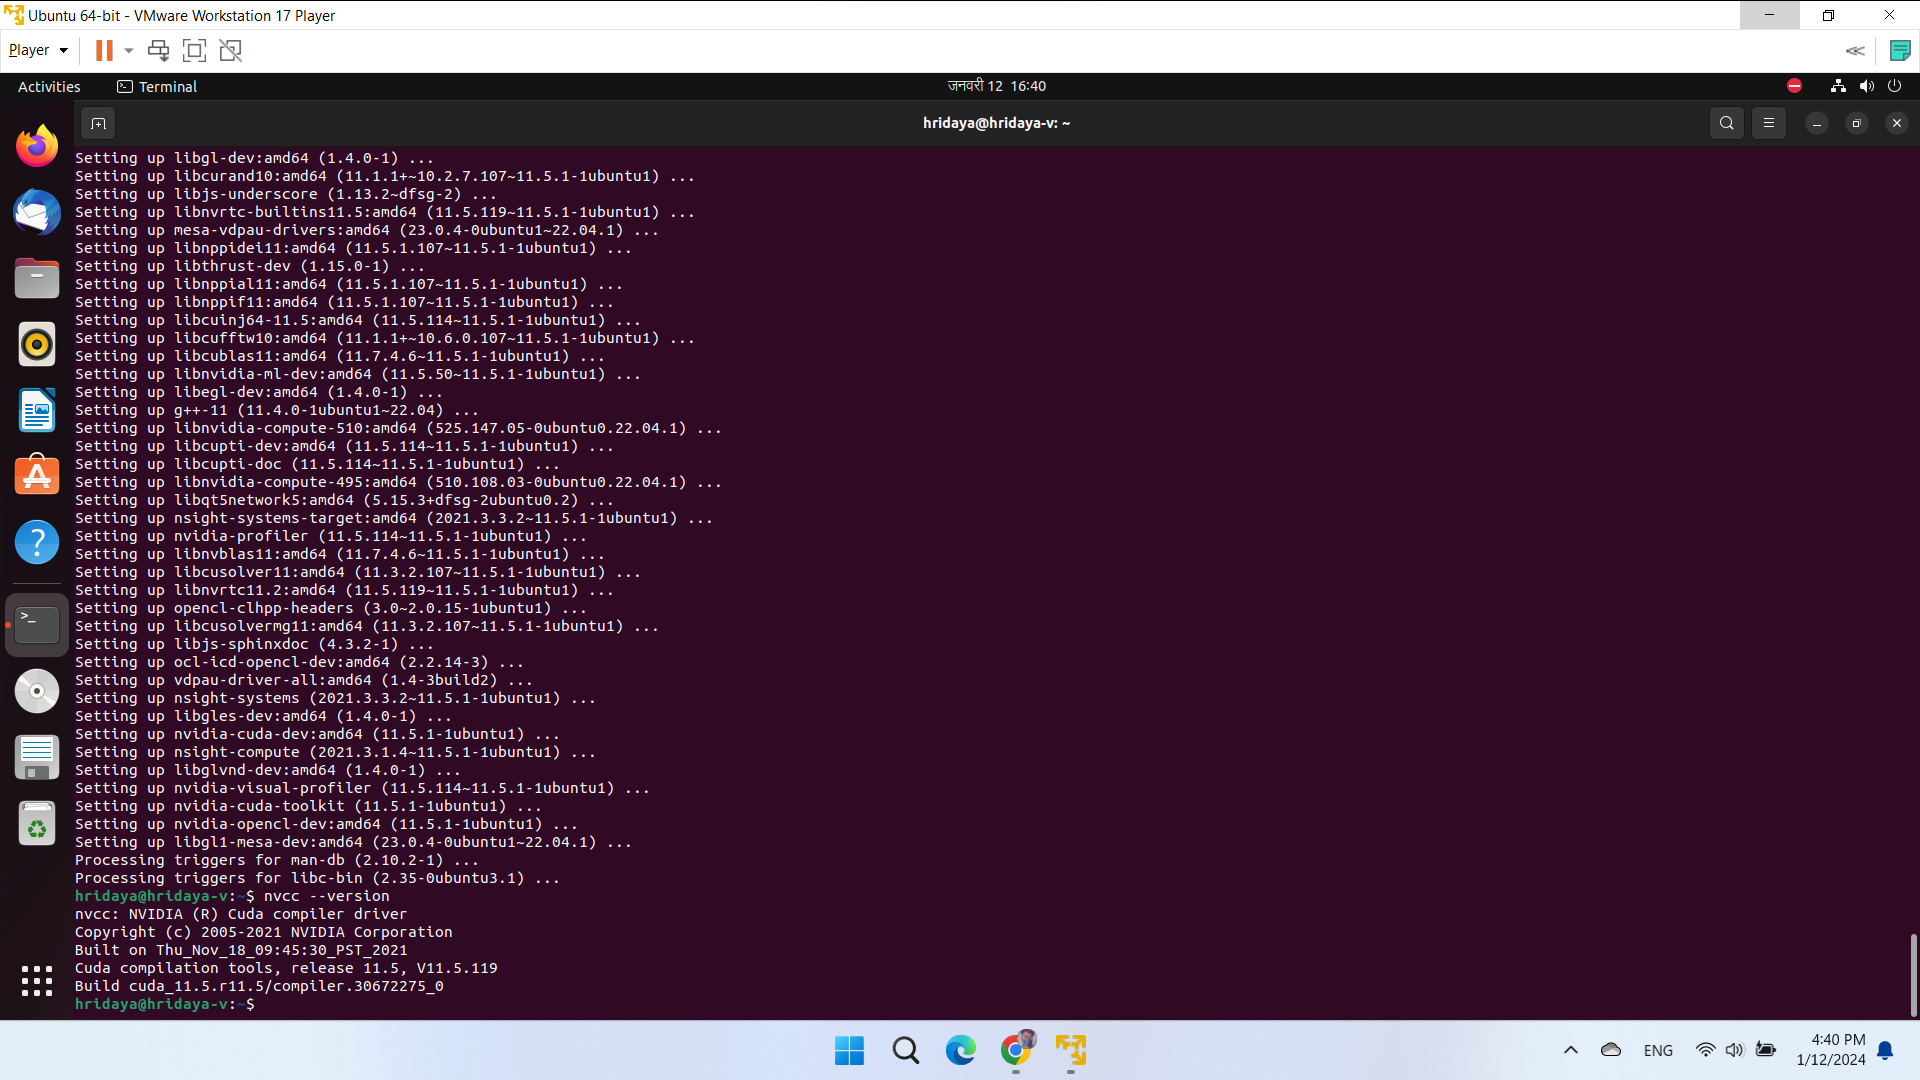 Ubuntu 64-bit - VMware Workstation 17 Player
Player
Activities
Terminal
जनवरी 12 16:40
hridaya@hridaya-v: ~
Setting up libgl-dev:amd64 (1.4.0-1) ...
Setting up libcurand10:amd64 (11.1.1+~10.2.7.107~11.5.1-1ubuntu1) ...
Setting up libjs-underscore (1.13.2~dfsg-2) ...
Setting up libnvrtc-builtins11.5:amd64 (11.5.119~11.5.1-1ubuntu1) ...
Setting up mesa-vdpau-drivers:amd64 (23.0.4-0ubuntu1~22.04.1) ...
Setting up libnppidei11:amd64 (11.5.1.107~11.5.1-1ubuntu1) ...
Setting up libthrust-dev (1.15.0-1) ...
Setting up libnppial11:amd64 (11.5.1.107~11.5.1-1ubuntu1) ...
Setting up libnppif11:amd64 (11.5.1.107~11.5.1-1ubuntu1) ...
Setting up libcuinj64-11.5:amd64 (11.5.114~11.5.1-1ubuntu1) ...
Setting up libcufftw10:amd64 (11.1.1+~10.6.0.107~11.5.1-1ubuntu1) ...
Setting up libcublas11:amd64 (11.7.4.6~11.5.1-1ubuntu1) ...
Setting up libnvidia-ml-dev:amd64 (11.5.50~11.5.1-1ubuntu1) ...
Setting up libegl-dev:amd64 (1.4.0-1) ...
Setting up g++-11 (11.4.0-1ubuntu1~22.04) ...
Setting up libnvidia-compute-510:amd64 (525.147.05-0ubuntu0.22.04.1) ...
Setting up libcupti-dev:amd64 (11.5.114~11.5.1-1ubuntu1) ...
Setting up libcupti-doc (11.5.114~11.5.1-1ubuntu1) ...
Setting up libnvidia-compute-495:amd64 (510.108.03-0ubuntu0.22.04.1) ...
Setting up libqt5network5:amd64 (5.15.3+dfsg-2ubuntu0.2) ...
Setting up nsight-systems-target:amd64 (2021.3.3.2~11.5.1-1ubuntu1) ...
Setting up nvidia-profiler (11.5.114~11.5.1-1ubuntu1) ...
Setting up libnvblas11:amd64 (11.7.4.6~11.5.1-1ubuntu1) ...
Setting up libcusolver11:amd64 (11.3.2.107~11.5.1-1ubuntu1) ...
Setting up libnvrtc11.2:amd64 (11.5.119~11.5.1-1ubuntu1) ...
Setting up opencl-clhpp-headers (3.0~2.0.15-1ubuntu1) ...
Setting up libcusolvermg11:amd64 (11.3.2.107~11.5.1-1ubuntu1) ...
Setting up libjs-sphinxdoc (4.3.2-1) ...
Setting up ocl-icd-opencl-dev:amd64 (2.2.14-3) ...
Setting up vdpau-driver-all:amd64 (1.4-3build2) ...
Setting up nsight-systems (2021.3.3.2~11.5.1-1ubuntu1) ...
Setting up libgles-dev:amd64 (1.4.0-1) ...
Setting up nvidia-cuda-dev:amd64 (11.5.1-1ubuntu1) ...
Setting up nsight-compute (2021.3.1.4~11.5.1-1ubuntu1) ...
Setting up libglvnd-dev:amd64 (1.4.0-1) ...
Setting up nvidia-visual-profiler (11.5.114~11.5.1-1ubuntu1) ...
Setting up nvidia-cuda-toolkit (11.5.1-1ubuntu1) ...
Setting up nvidia-opencl-dev:amd64 (11.5.1-1ubuntu1) ...
Setting up libgl1-mesa-dev:amd64 (23.0.4-0ubuntu1~22.04.1) ...
Processing triggers for man-db (2.10.2-1) ...
Processing triggers for libc-bin (2.35-0ubuntu3.1) ...
hridaya@hridaya-v:~$ nvcc --version
nvcc: NVIDIA (R) Cuda compiler driver
Copyright (c) 2005-2021 NVIDIA Corporation
Built on Thu_Nov_18_09:45:30_PST_2021
Cuda compilation tools, release 11.5, V11.5.119
Build cuda_11.5.r11.5/compiler.30672275_0
hridaya@hridaya-v:~$
ENG
4:40 PM
1/12/2024